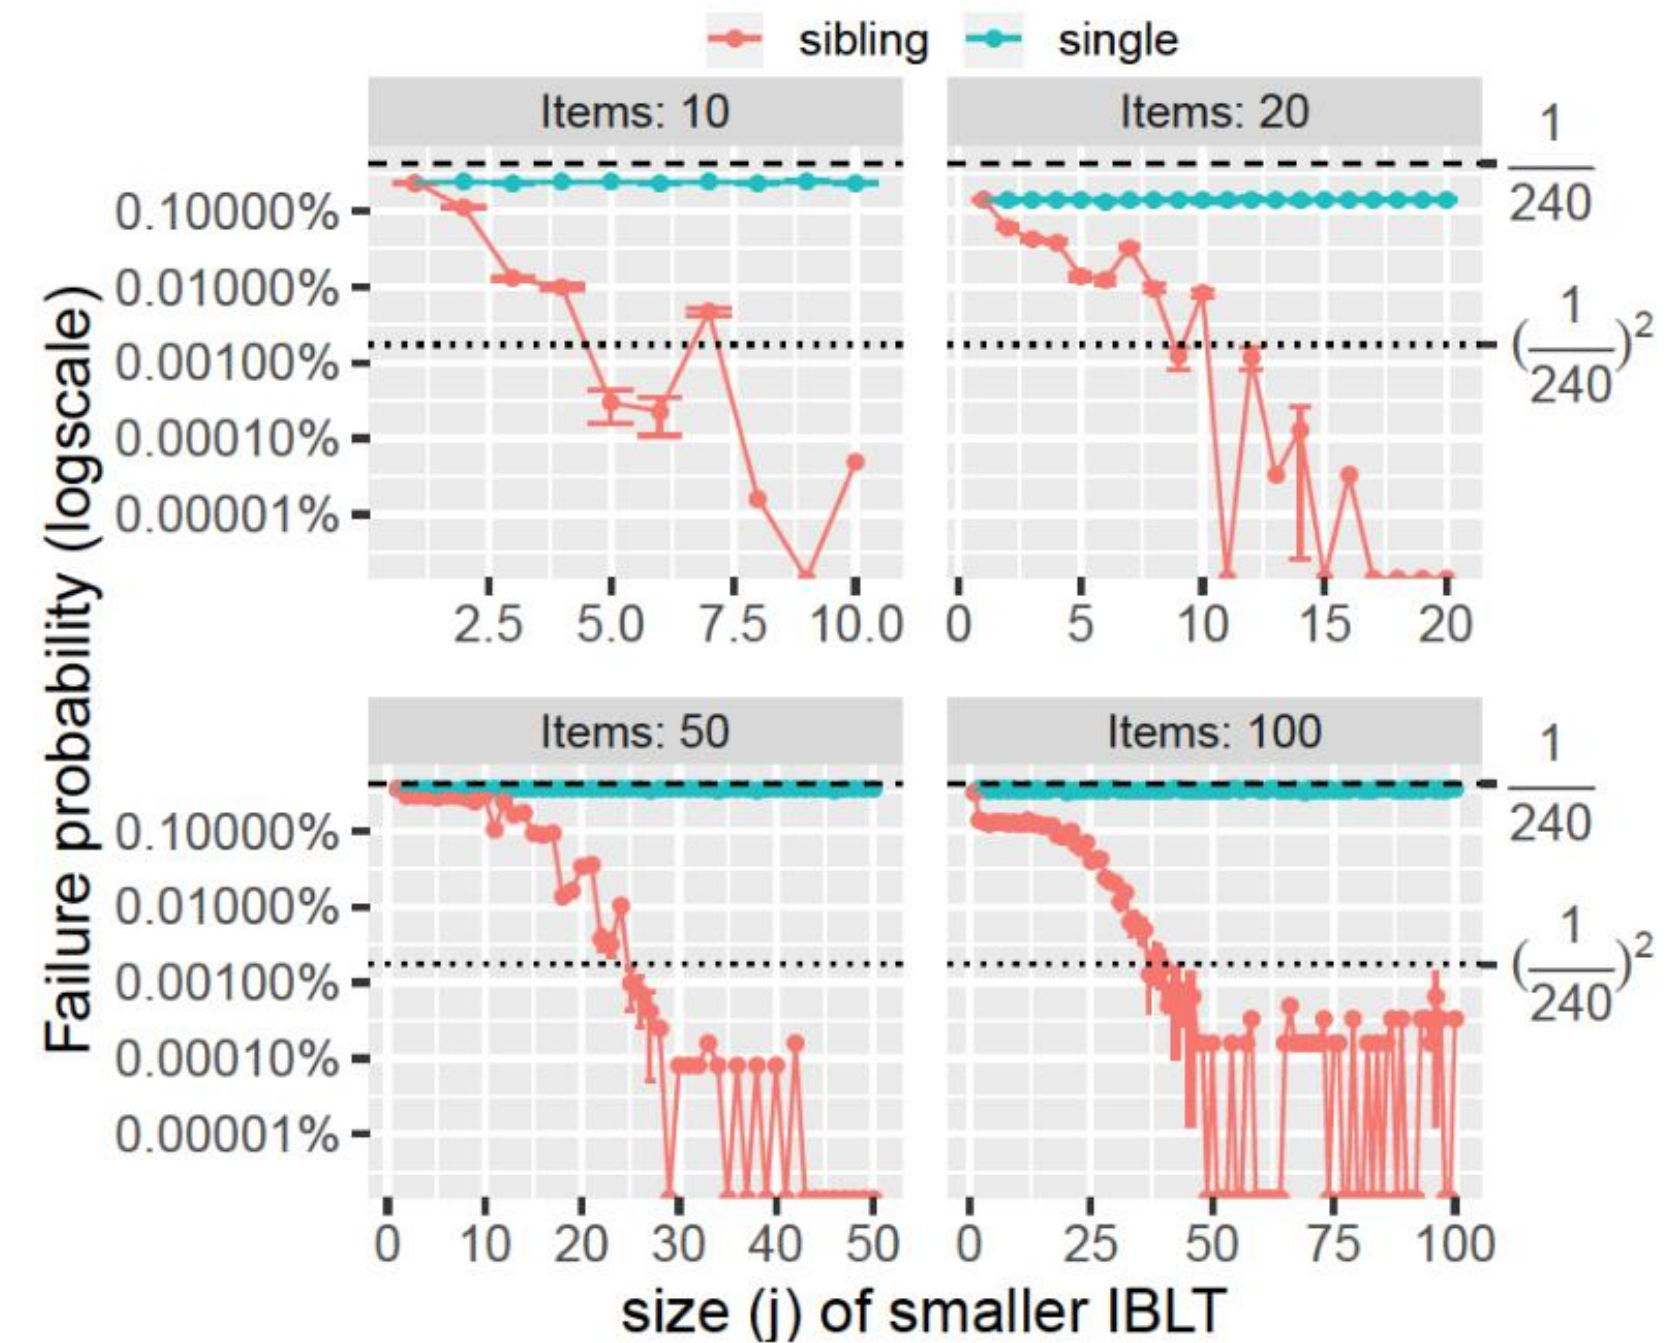 sibling single
Items: 10 Items: 20
Failure probability (logscale)
0.10000%
0.01000%
0.00100%
0.00010%
0.00001%
1
240
(1
240)2
2.5 5.0 7.5 10.0 0 5 10 15 20
Items: 50 Items: 100
0.10000%
0.01000%
0.00100%
0.00010%
0.00001%
1
240
(1
240)2
0 10 20 30 40 50 0 25 50 75 100
size (j) of smaller IBLT